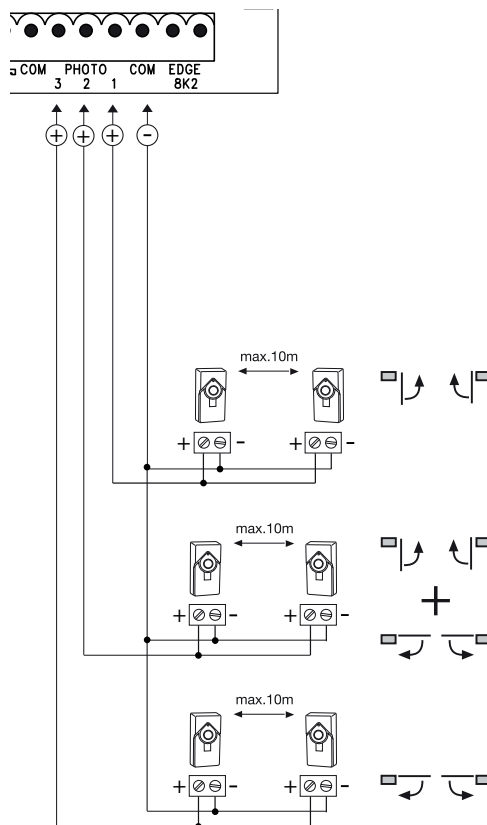 COM PHOTO COM EDGE
3 2 1 8K2
+ + + -
max.10m
+ - + -
max.10m
+ - + -
+
max.10m
+ - + -